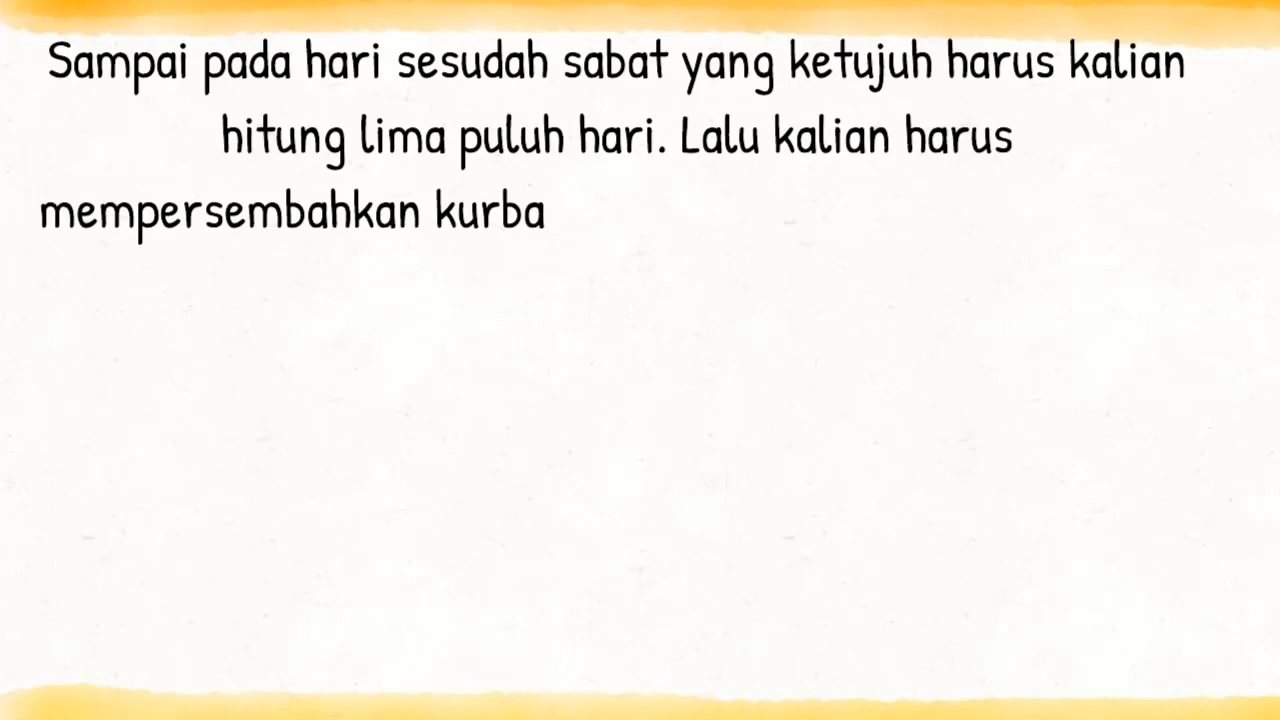 Sampai pada hari sesudah sabat yang ketujuh harus kalian
hitung lima puluh hari. Lalu kalian harus
mempersembahkan kurba